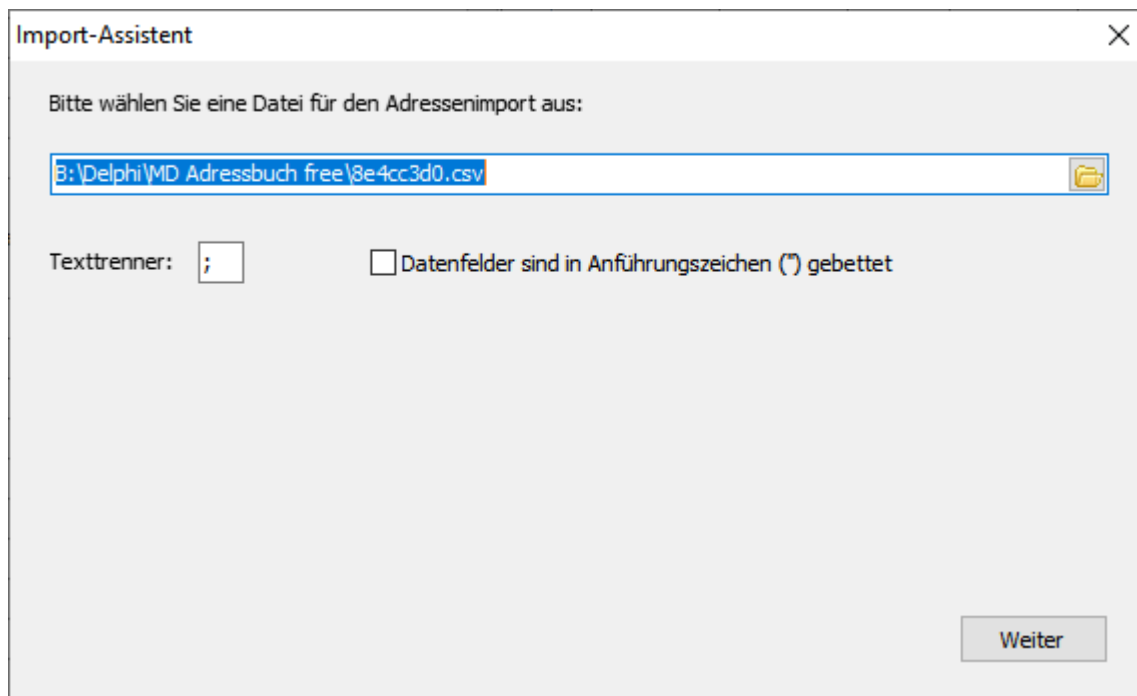 Import-Assistent
Bitte wählen Sie eine Datei für den Adressenimport aus:
B:\Delphi\MD Adressbuch free\8e4cc3d0.csv
Texttrenner: ; Datenfelder sind in Anführungszeichen (") gebettet
Weiter